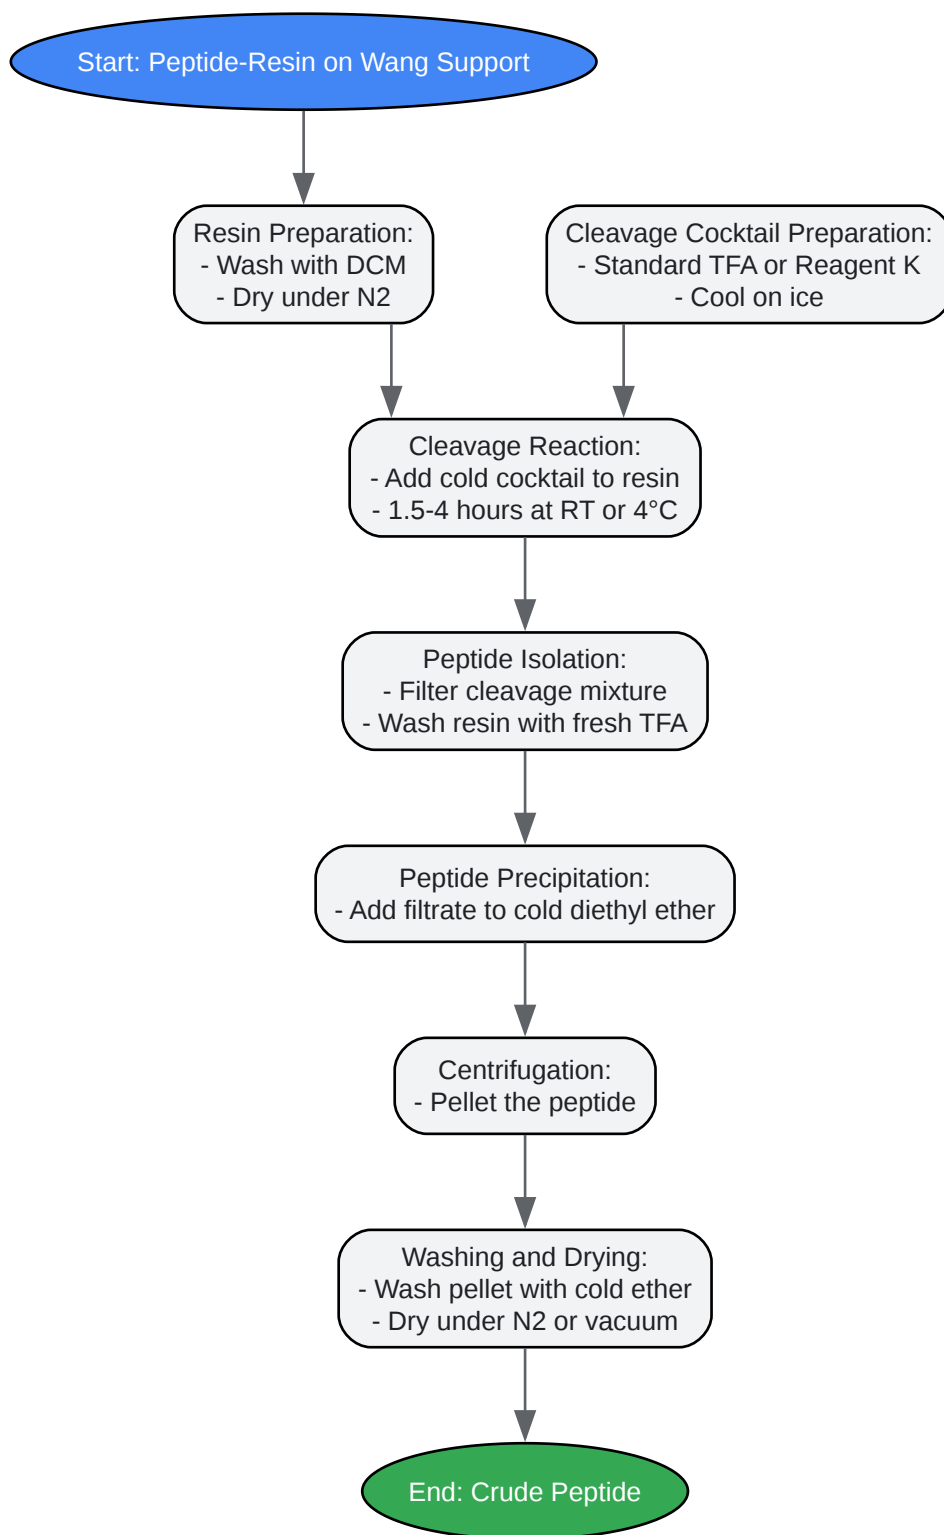 Start: Peptide-Resin on Wang Support
Resin Preparation:
- Wash with DCM
- Dry under N2
Cleavage Cocktail Preparation:
- Standard TFA or Reagent K
- Cool on ice
Cleavage Reaction:
- Add cold cocktail to resin
- 1.5-4 hours at RT or 4°C
Peptide Isolation:
- Filter cleavage mixture
- Wash resin with fresh TFA
Peptide Precipitation:
- Add filtrate to cold diethyl ether
Centrifugation:
- Pellet the peptide
Washing and Drying:
- Wash pellet with cold ether
- Dry under N2 or vacuum
End: Crude Peptide